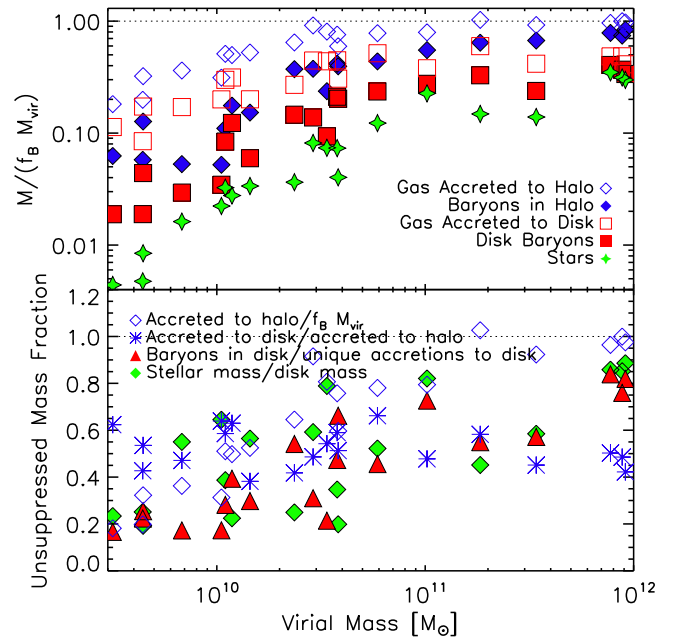 1.00
0.10
0.01
M/(f_B M_vir)
Gas Accreted to Halo
Baryons in Halo
Gas Accreted to Disk
Disk Baryons
Stars
1.2
1.0
0.8
0.6
0.4
0.2
0.0
Unsuppressed Mass Fraction
Accreted to halo/f_B M_vir
Accreted to disk/accreted to halo
Baryons in disk/unique accretions to disk
Stellar mass/disk mass
10^10
10^11
10^12
Virial Mass [M_⊙]